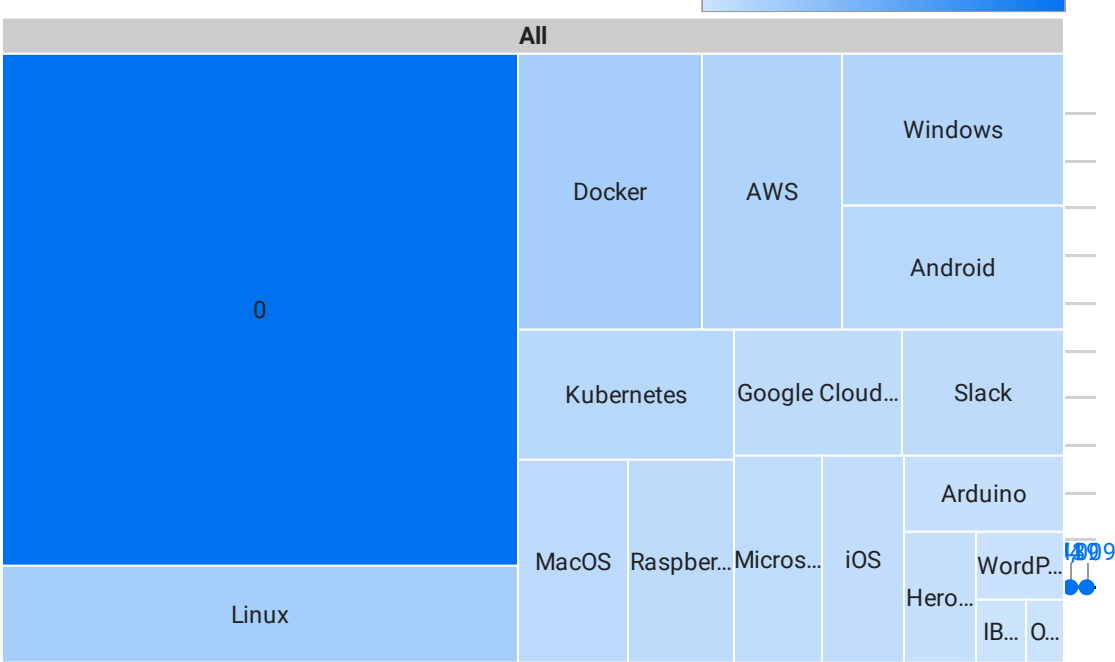 All
0
Docker
AWS
Windows
Android
Kubernetes
Google Cloud…
Slack
Arduino
MacOS
Raspber…
Micros…
iOS
WordP…
Hero…
Linux
IB…
O…